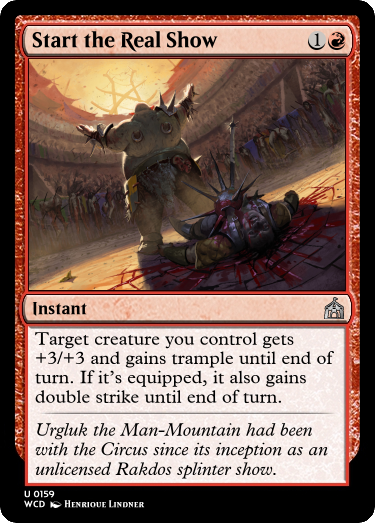 Start the Real Show 1
Instant
Target creature you control gets
+3/+3 and gains trample until end of
turn. If it's equipped, it also gains
double strike until end of turn.
Urgluk the Man-Mountain had been
with the Circus since its inception as an
unlicensed Rakdos splinter show.
U 0159
WCD Henrique Lindner